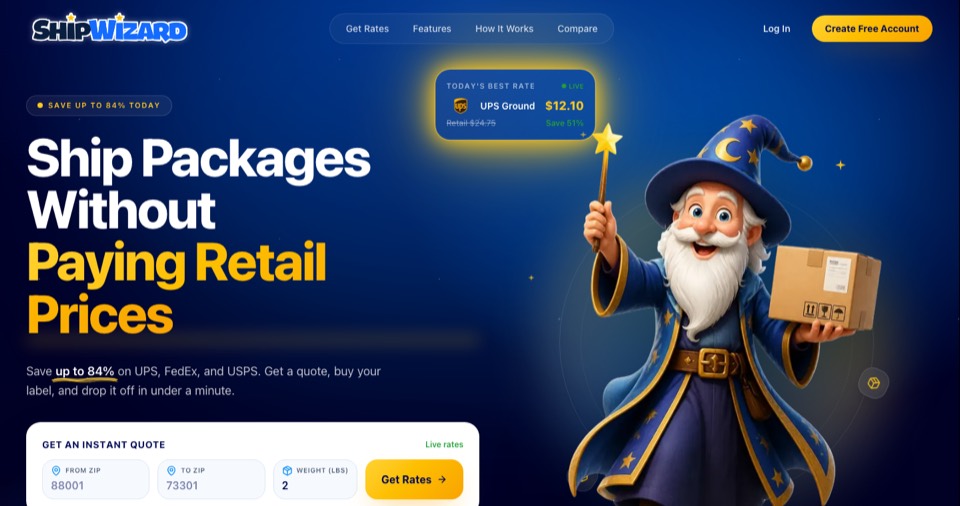 SHIPWIZARD
Get Rates
Features
How It Works
Compare
Log In
Create Free Account
SAVE UP TO 84% TODAY
TODAY'S BEST RATE
LIVE
ups
UPS Ground
$12.10
Retail $24.75
Save 51%
Ship Packages
Without
Paying Retail
Prices
Save up to 84% on UPS, FedEx, and USPS. Get a quote, buy your
label, and drop it off in under a minute.
GET AN INSTANT QUOTE
Live rates
FROM ZIP
88001
TO ZIP
73301
WEIGHT (LBS)
2
Get Rates →